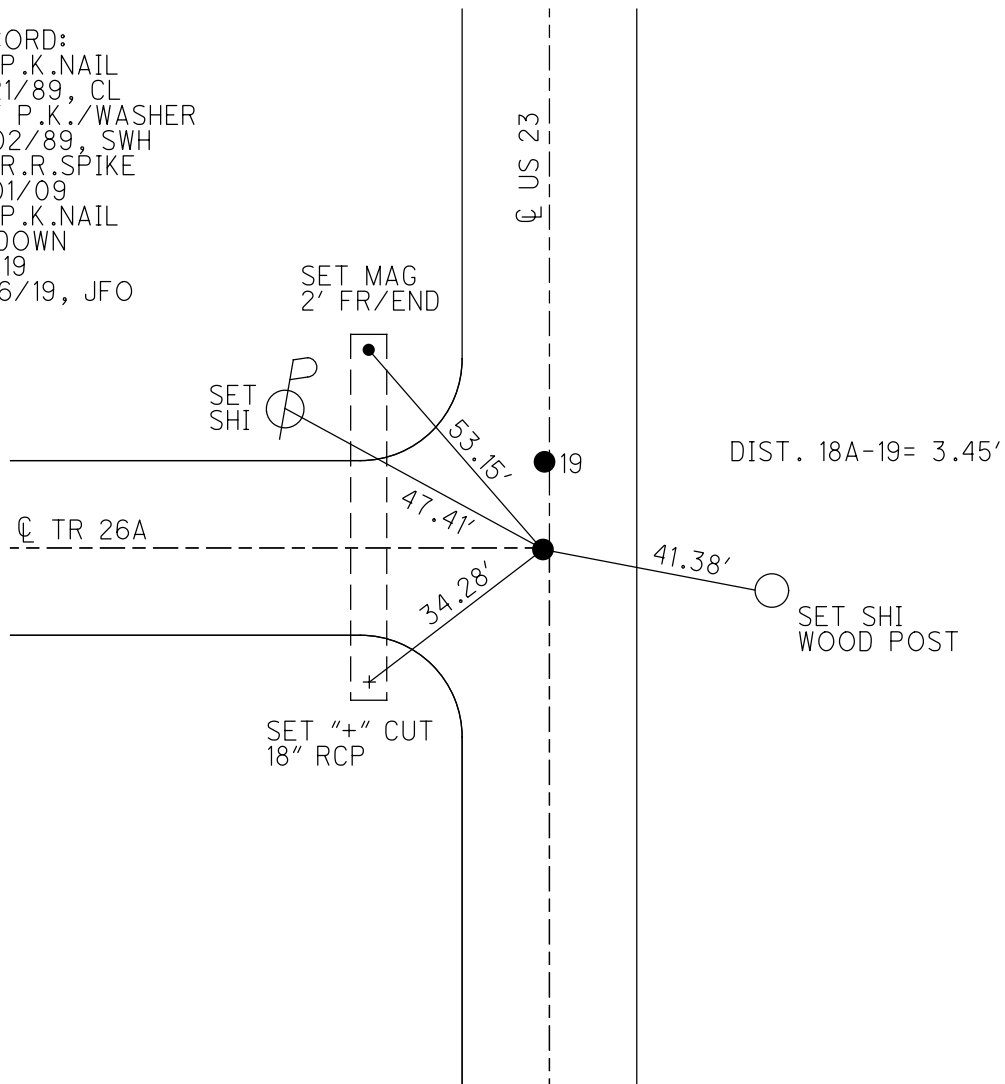 ORD:
P.K.NAIL
1/89, CL
P.K./WASHER
02/89, SWH
R.R.SPIKE
01/09
P.K.NAIL
DOWN
19
6/19, JFO
℄ US 23
SET MAG
2' FR/END
SET
SHI
53.15'
19
DIST. 18A-19= 3.45'
47.41'
℄ TR 26A
34.28'
41.38'
SET SHI
WOOD POST
SET "+" CUT
18" RCP